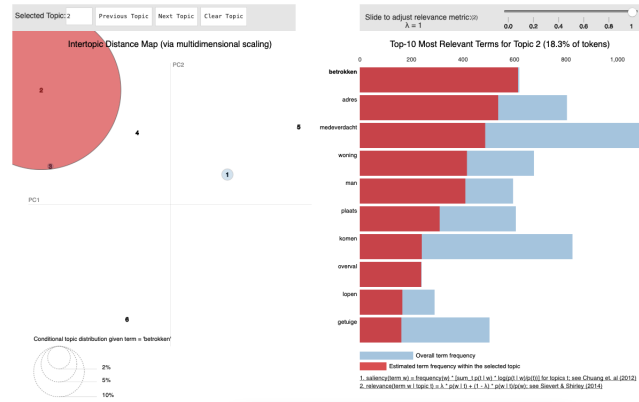 Selected Topic: 2 Previous Topic Next Topic Clear Topic
Slide to adjust relevance metric:(2)
λ = 1
0.0 0.2 0.4 0.6 0.8 1
Intertopic Distance Map (via multidimensional scaling)
PC2
PC1
2
4
5
3
1
6
Conditional topic distribution given term = 'betrokken'
2%
5%
10%
Top-10 Most Relevant Terms for Topic 2 (18.3% of tokens)
0 200 400 600 800 1,000
betrokken
adres
medeverdacht
woning
man
plaats
komen
overval
lopen
getuige
Overall term frequency
Estimated term frequency within the selected topic
1. saliency(term w) = frequency(w) * [sum_t p(t | w) * log(p(t | w)/p(t))] for topics t; see Chuang et. al (2012)
2. relevance(term w | topic t) = λ * p(w | t) + (1 - λ) * p(w | t)/p(w); see Sievert & Shirley (2014)